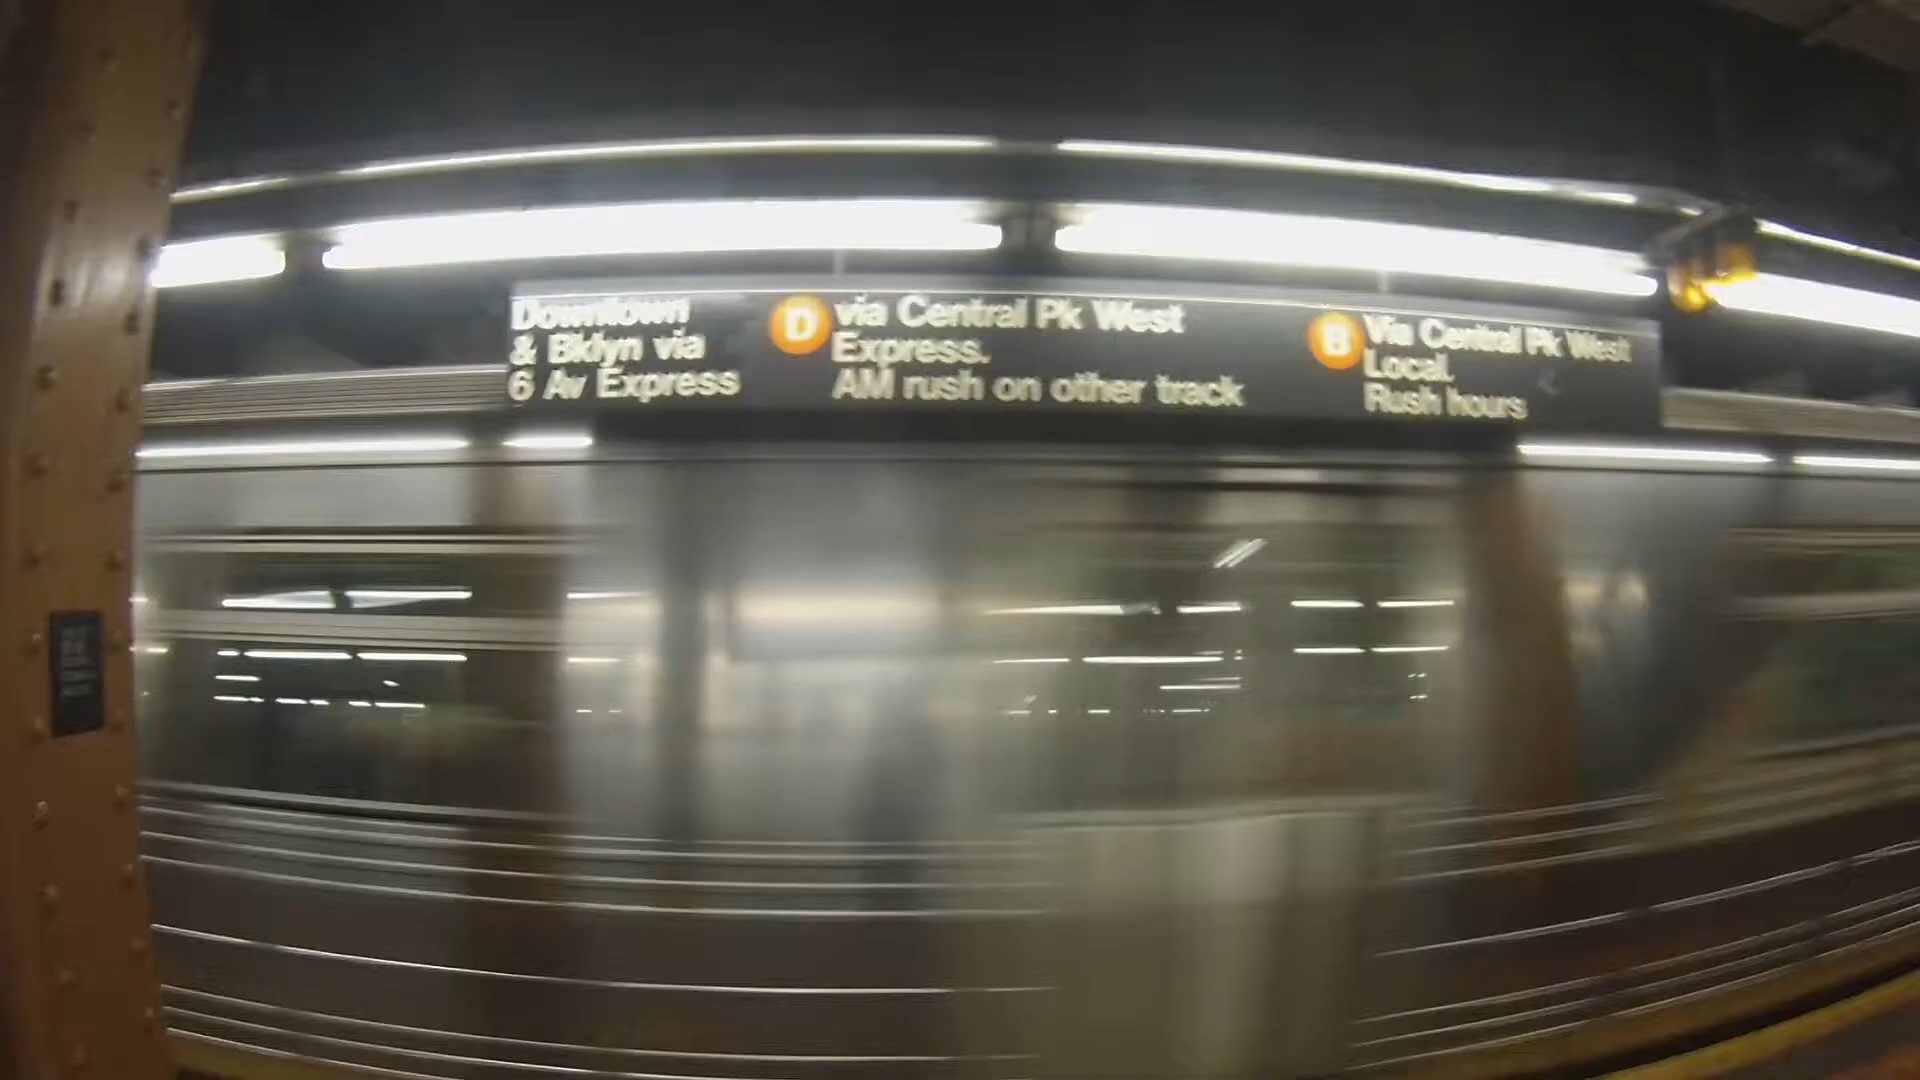 Downtown
& Bklyn via
6 Av Express
D via Central Pk West
Express.
AM rush on other track
B Via Central Pk West
Local.
Rush hours